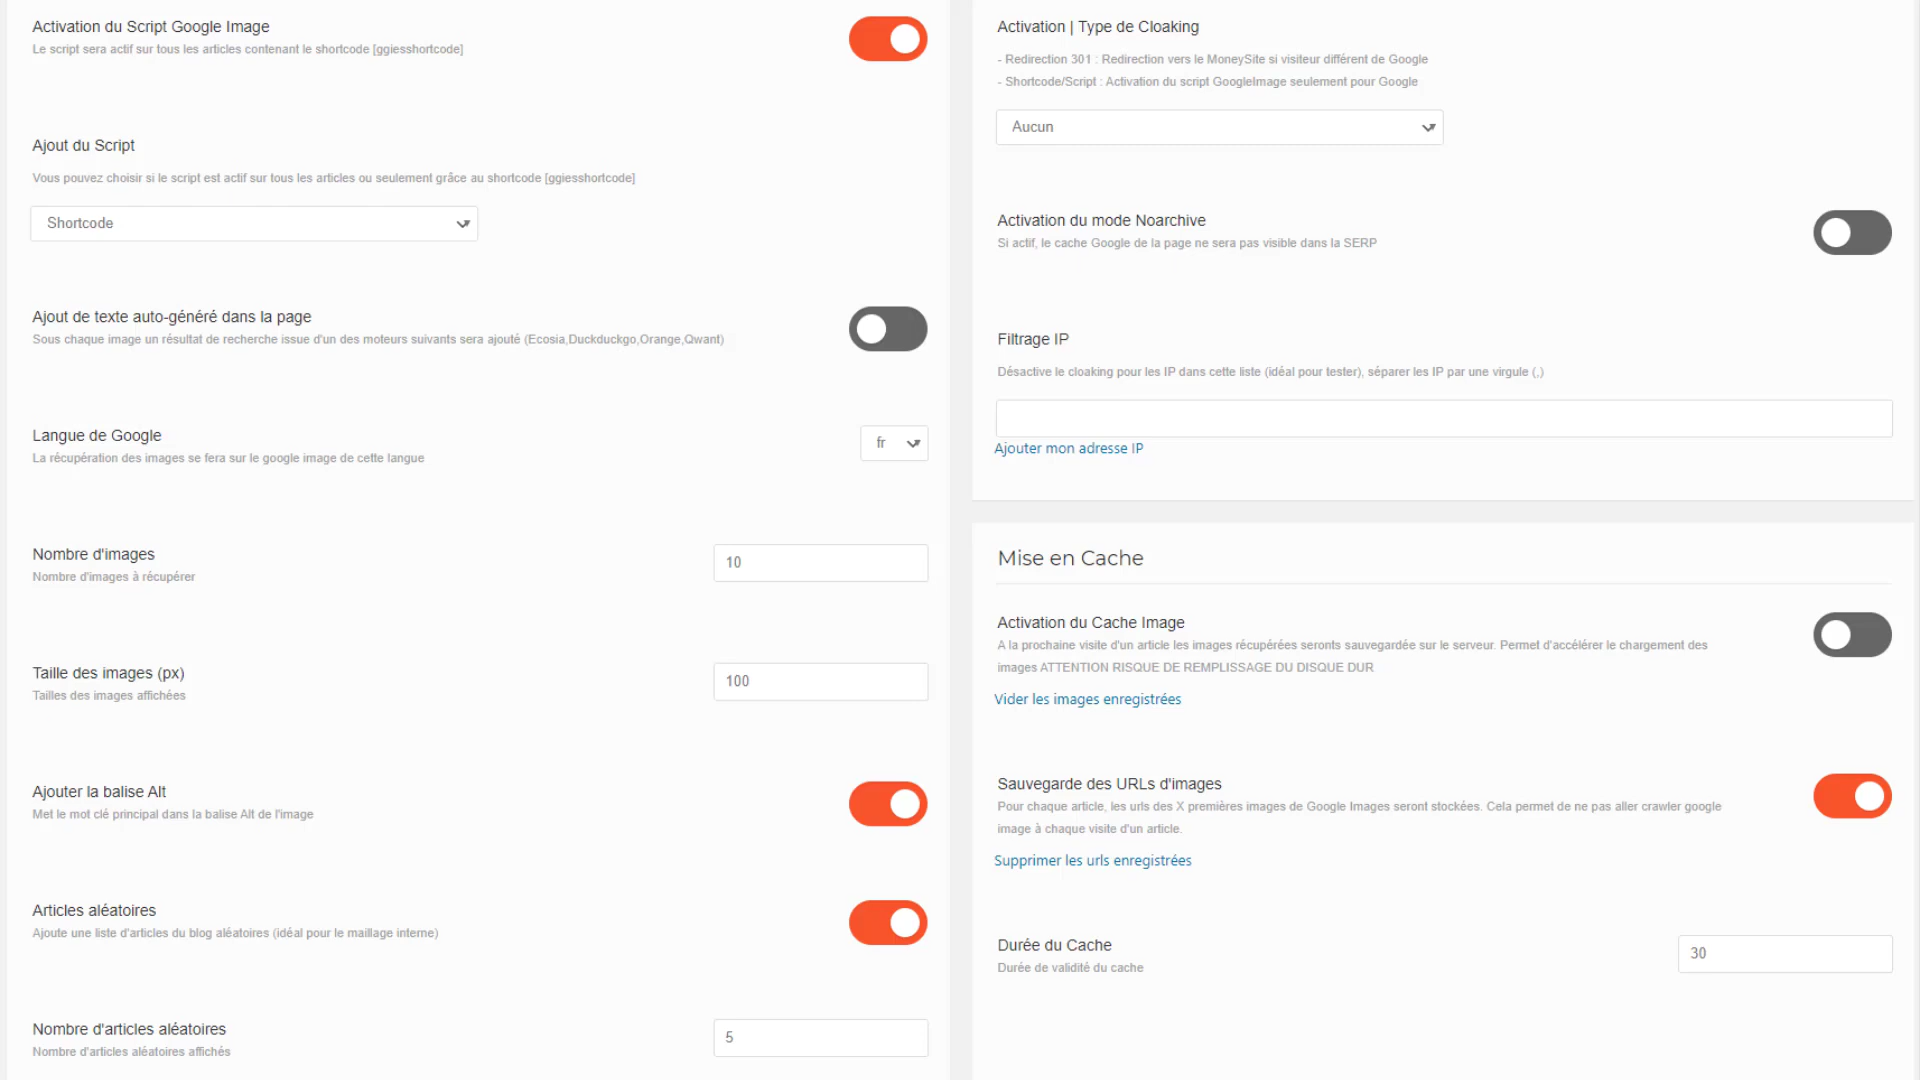 Activation du Script Google Image
Le script sera actif sur tous les articles contenant le shortcode [ggiesshortcode]
Ajout du Script
Vous pouvez choisir si le script est actif sur tous les articles ou seulement grâce au shortcode [ggiesshortcode]
Shortcode
Ajout de texte auto-généré dans la page
Sous chaque image un résultat de recherche issue d'un des moteurs suivants sera ajouté (Ecosia,Duckduckgo,Orange,Qwant)
Langue de Google
La récupération des images se fera sur le google image de cette langue
fr
Nombre d'images
Nombre d'images à récupérer
10
Taille des images (px)
Tailles des images affichées
100
Ajouter la balise Alt
Met le mot clé principal dans la balise Alt de l'image
Articles aléatoires
Ajoute une liste d'articles du blog aléatoires (idéal pour le maillage interne)
Nombre d'articles aléatoires
Nombre d'articles aléatoires affichés
5
Activation | Type de Cloaking
- Redirection 301 : Redirection vers le MoneySite si visiteur différent de Google
- Shortcode/Script : Activation du script GoogleImage seulement pour Google
Aucun
Activation du mode Noarchive
Si actif, le cache Google de la page ne sera pas visible dans la SERP
Filtrage IP
Désactive le cloaking pour les IP dans cette liste (idéal pour tester), séparer les IP par une virgule (,)
Ajouter mon adresse IP
Mise en Cache
Activation du Cache Image
A la prochaine visite d'un article les images récupérées seronts sauvegardée sur le serveur. Permet d'accélérer le chargement des
images ATTENTION RISQUE DE REMPLISSAGE DU DISQUE DUR
Vider les images enregistrées
Sauvegarde des URLs d'images
Pour chaque article, les urls des X premières images de Google Images seront stockées. Cela permet de ne pas aller crawler google
image à chaque visite d'un article.
Supprimer les urls enregistrées
Durée du Cache
Durée de validité du cache
30